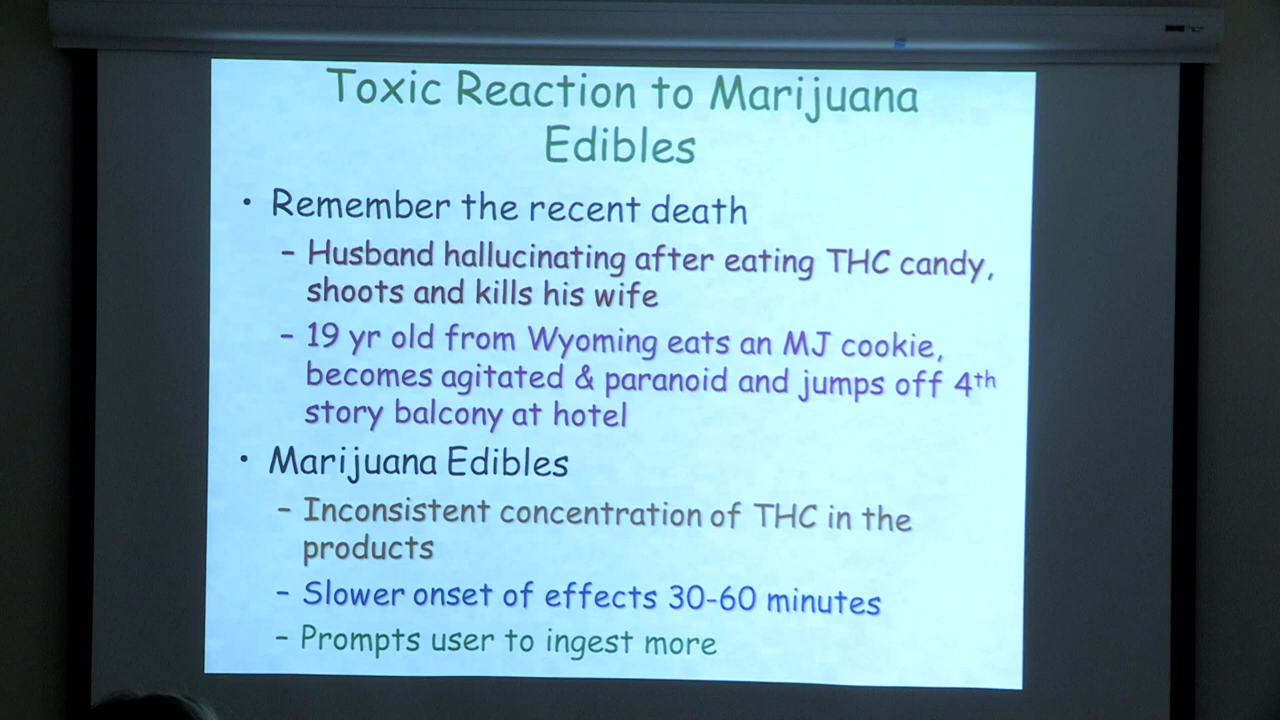 Toxic Reaction to Marijuana
Edibles
• Remember the recent death
– Husband hallucinating after eating THC candy,
shoots and kills his wife
– 19 yr old from Wyoming eats an MJ cookie,
becomes agitated & paranoid and jumps off 4th
story balcony at hotel
• Marijuana Edibles
– Inconsistent concentration of THC in the
products
– Slower onset of effects 30-60 minutes
– Prompts user to ingest more